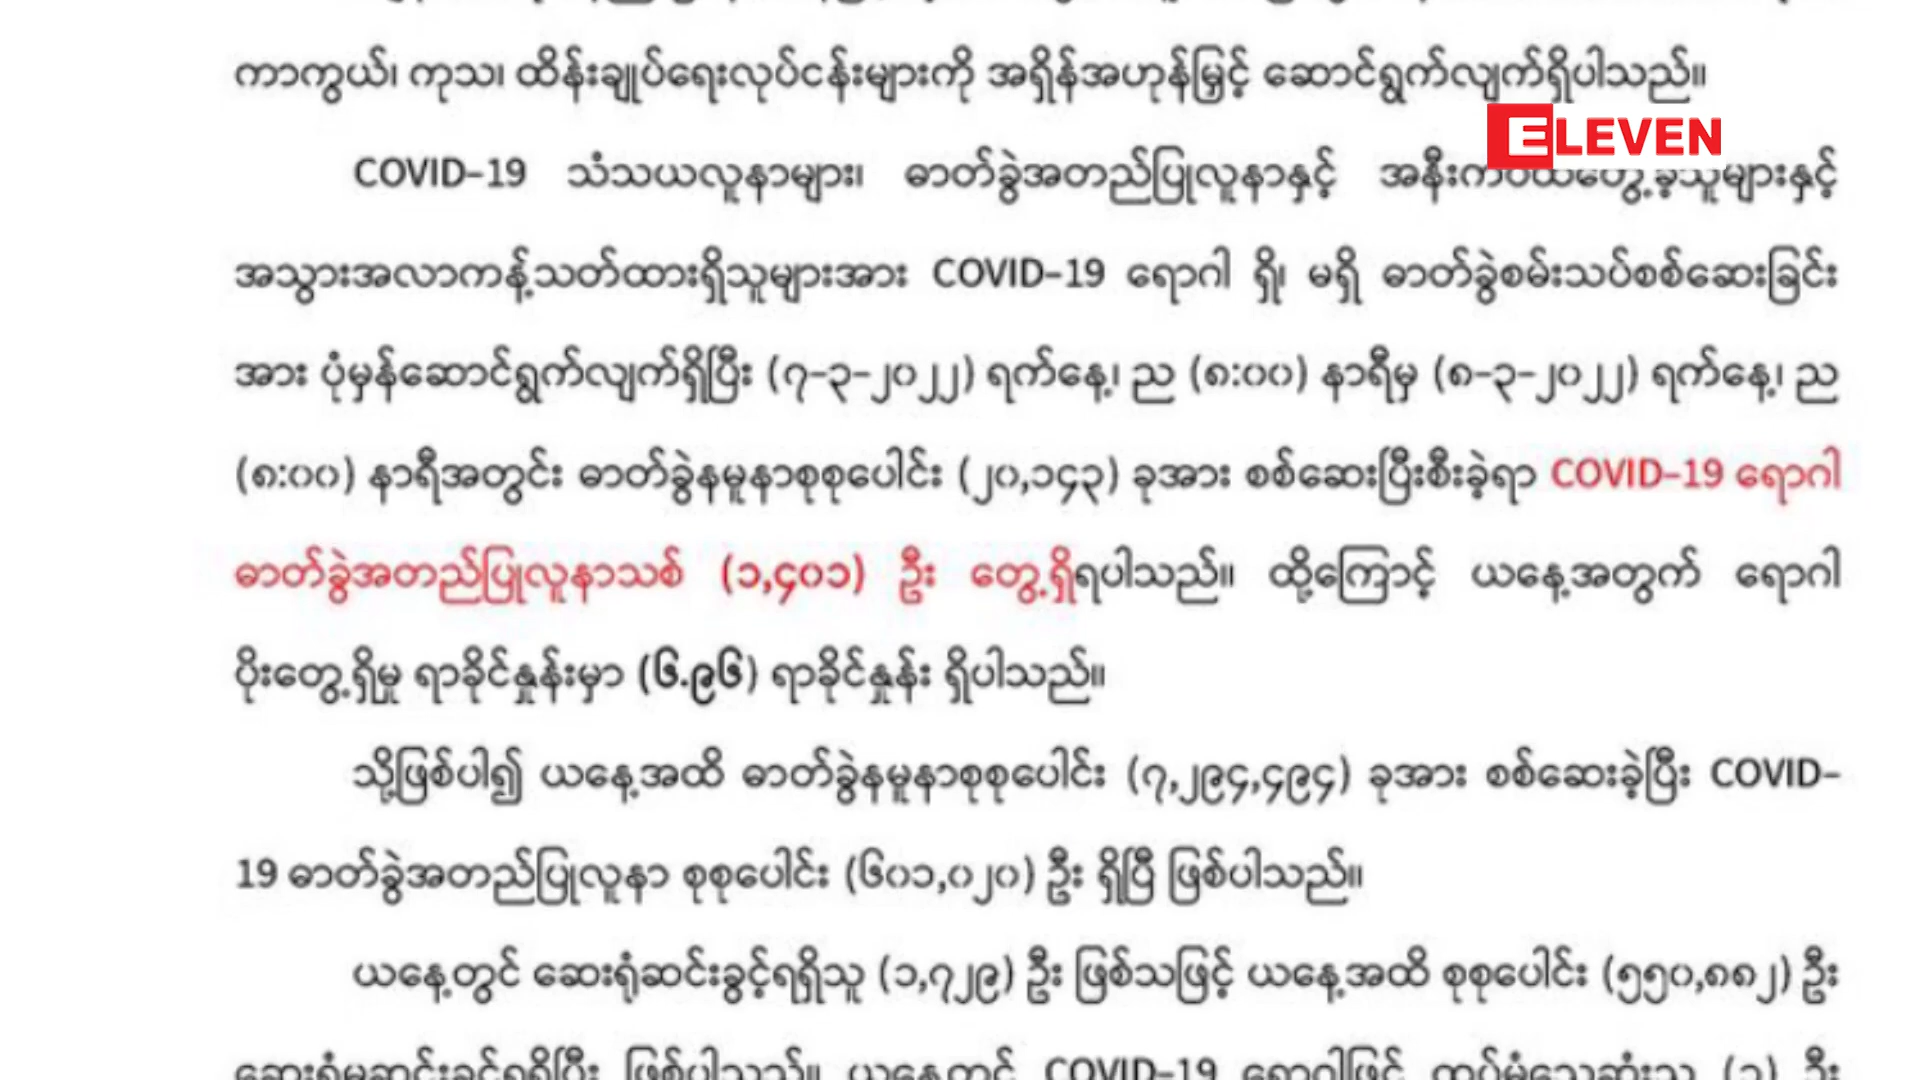 ကာကွယ်၊ ကုသ၊ ထိန်းချုပ်ရေးလုပ်ငန်းများကို အရှိန်အဟုန်မြှင့် ဆောင်ရွက်လျက်ရှိပါသည်။
ELEVEN
COVID-19 သံသယလူနာများ၊ ဓာတ်ခွဲအတည်ပြုလူနာနှင့်
အသွားအလာကန့်သတ်ထားရှိသူများအား COVID-19 ရောဂါ ရှိ၊ မရှိ ဓာတ်ခွဲစမ်းသပ်စစ်ဆေးခြင်း
အား ပုံမှန်ဆောင်ရွက်လျက်ရှိပြီး (၇-၃-၂၀၂၂) ရက်နေ့၊ ည (၈:၀၀) နာရီမှ (၈-၃-၂၀၂၂) ရက်နေ့၊ ည
(၈:၀၀) နာရီအတွင်း ဓာတ်ခွဲနမူနာစုစုပေါင်း (၂၀,၁၄၃) ခုအား စစ်ဆေးပြီးစီးခဲ့ရာ COVID-19 ရောဂါ
ဓာတ်ခွဲအတည်ပြုလူနာသစ် (၁,၄၀၁) ဦး တွေ့ရှိရပါသည်။ ထို့ကြောင့် ယနေ့အတွက် ရောဂါ
ပိုးတွေ့ရှိမှု ရာခိုင်နှုန်းမှာ (၆.၉၆) ရာခိုင်နှုန်း ရှိပါသည်။
သို့ဖြစ်ပါ၍ ယနေ့အထိ ဓာတ်ခွဲနမူနာစုစုပေါင်း (၇,၂၉၄,၄၉၄) ခုအား စစ်ဆေးခဲ့ပြီး COVID-
19 ဓာတ်ခွဲအတည်ပြုလူနာ စုစုပေါင်း (၆၀၁,၀၂၀) ဦး ရှိပြီ ဖြစ်ပါသည်။
ယနေ့တွင် ဆေးရုံဆင်းခွင့်ရရှိသူ (၁,၇၂၉) ဦး ဖြစ်သဖြင့် ယနေ့အထိ စုစုပေါင်း (၅၅၀,၈၈၂) ဦး